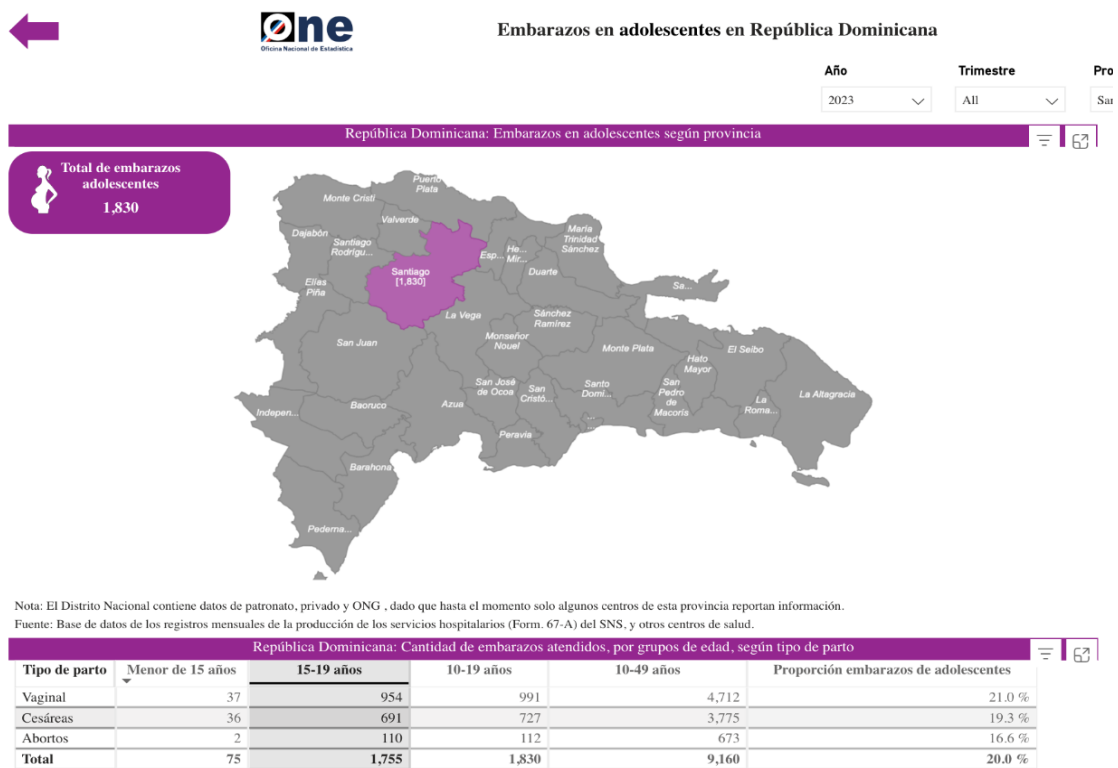 One
Oficina Nacional de Estadística
Embarazos en adolescentes en República Dominicana
Año
Trimestre
Pro
2023
All
San
República Dominicana: Embarazos en adolescentes según provincia
Total de embarazos
adolescentes
1,830
Puerto
Plata
Monte Cristi
Valverde
María
Trinidad
Sánchez
Dajabón
Santiago
Rodrígu...
Esp...
He...
Mir...
Santiago
[1,830]
Duarte
Elías
Piña
Sa...
La Vega
Sánchez
Ramírez
San Juan
Monseñor
Nouel
Monte Plata
El Seibo
Hato
Mayor
San José
de Ocoa
San
Cristó...
Santo
Domi...
San
Pedro
de
Macorís
La
Roma...
La Altagracia
Indepen...
Baoruco
Azua
...
...
Peravia
Barahona
Pederna...
Nota: El Distrito Nacional contiene datos de patronato, privado y ONG , dado que hasta el momento solo algunos centros de esta provincia reportan información.
Fuente: Base de datos de los registros mensuales de la producción de los servicios hospitalarios (Form. 67-A) del SNS, y otros centros de salud.
República Dominicana: Cantidad de embarazos atendidos, por grupos de edad, según tipo de parto
Tipo de parto Menor de 15 años 15-19 años 10-19 años 10-49 años Proporción embarazos de adolescentes
Vaginal 37 954 991 4,712 21.0 %
Cesáreas 36 691 727 3,775 19.3 %
Abortos 2 110 112 673 16.6 %
Total 75 1,755 1,830 9,160 20.0 %